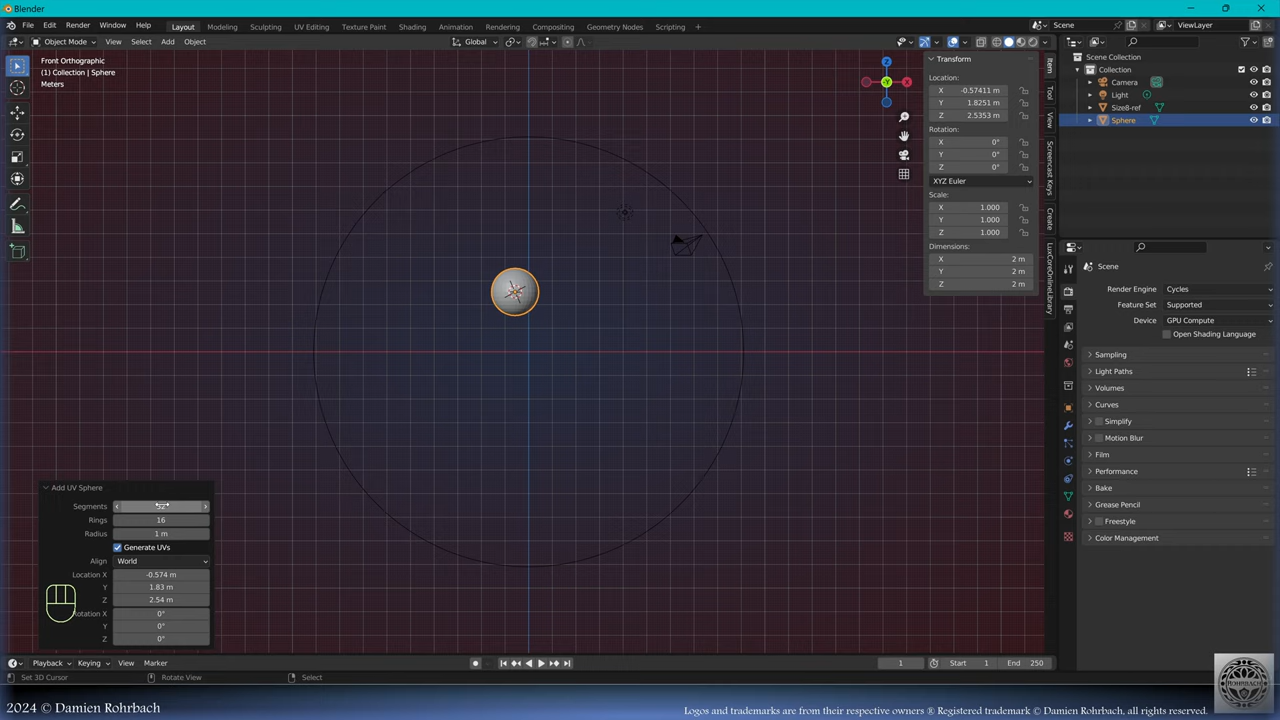 Blender
File Edit Render Window Help Layout Modeling Sculpting UV Editing Texture Paint Shading Animation Rendering Compositing Geometry Nodes Scripting + Scene ViewLayer
Object Mode View Select Add Object Global
Front Orthographic
(1) Collection | Sphere
Meters
Transform
Location:
X -0.57411 m
Y 1.8251 m
Z 2.5353 m
Rotation:
X 0°
Y 0°
Z 0°
XYZ Euler
Scale:
X 1.000
Y 1.000
Z 1.000
Dimensions:
X 2 m
Y 2 m
Z 2 m
Item
Tool
View
Screencast Keys
Create
LuxCoreOnlineLibrary
Scene Collection
Collection
Camera
Light
Size8-ref
Sphere
Scene
Render Engine Cycles
Feature Set Supported
Device GPU Compute
Open Shading Language
Sampling
Light Paths
Volumes
Curves
Simplify
Motion Blur
Film
Performance
Bake
Grease Pencil
Freestyle
Color Management
Add UV Sphere
Segments
Rings 16
Radius 1 m
Generate UVs
Align World
Location X -0.574 m
Y 1.83 m
Z 2.54 m
Rotation X 0°
Y 0°
Z 0°
Playback Keying View Marker 1 Start 1 End 250
Set 3D Cursor Rotate View Select
2024 © Damien Rohrbach
Logos and trademarks are from their respective owners ® Registered trademark © Damien Rohrbach, All rights reserved.
ROHRBACH